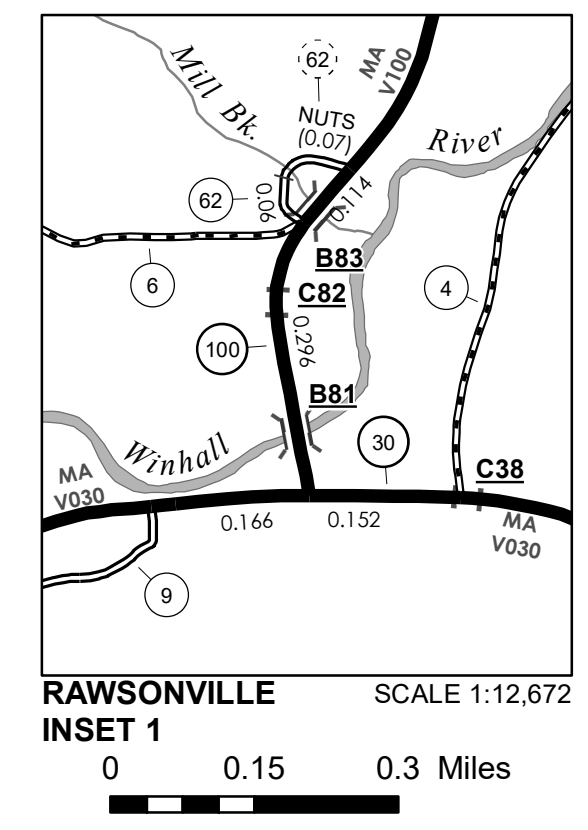 62
MA
V100
Mill Bk.
NUTS
(0.07)
River
62
0.06
0.114
6
B83
C82
4
100
0.296
B81
30
Winhall
MA
V030
C38
0.166
0.152
MA
V030
9
RAWSONVILLE
INSET 1
SCALE 1:12,672
0 0.15 0.3 Miles